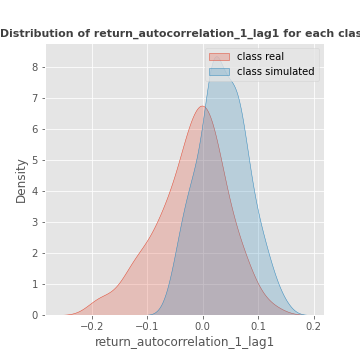 Distribution of return_autocorrelation_1_lag1 for each clas
class real
class simulated
8
7
6
5
4
3
2
1
0
Density
−0.2 −0.1 0.0 0.1 0.2
return_autocorrelation_1_lag1